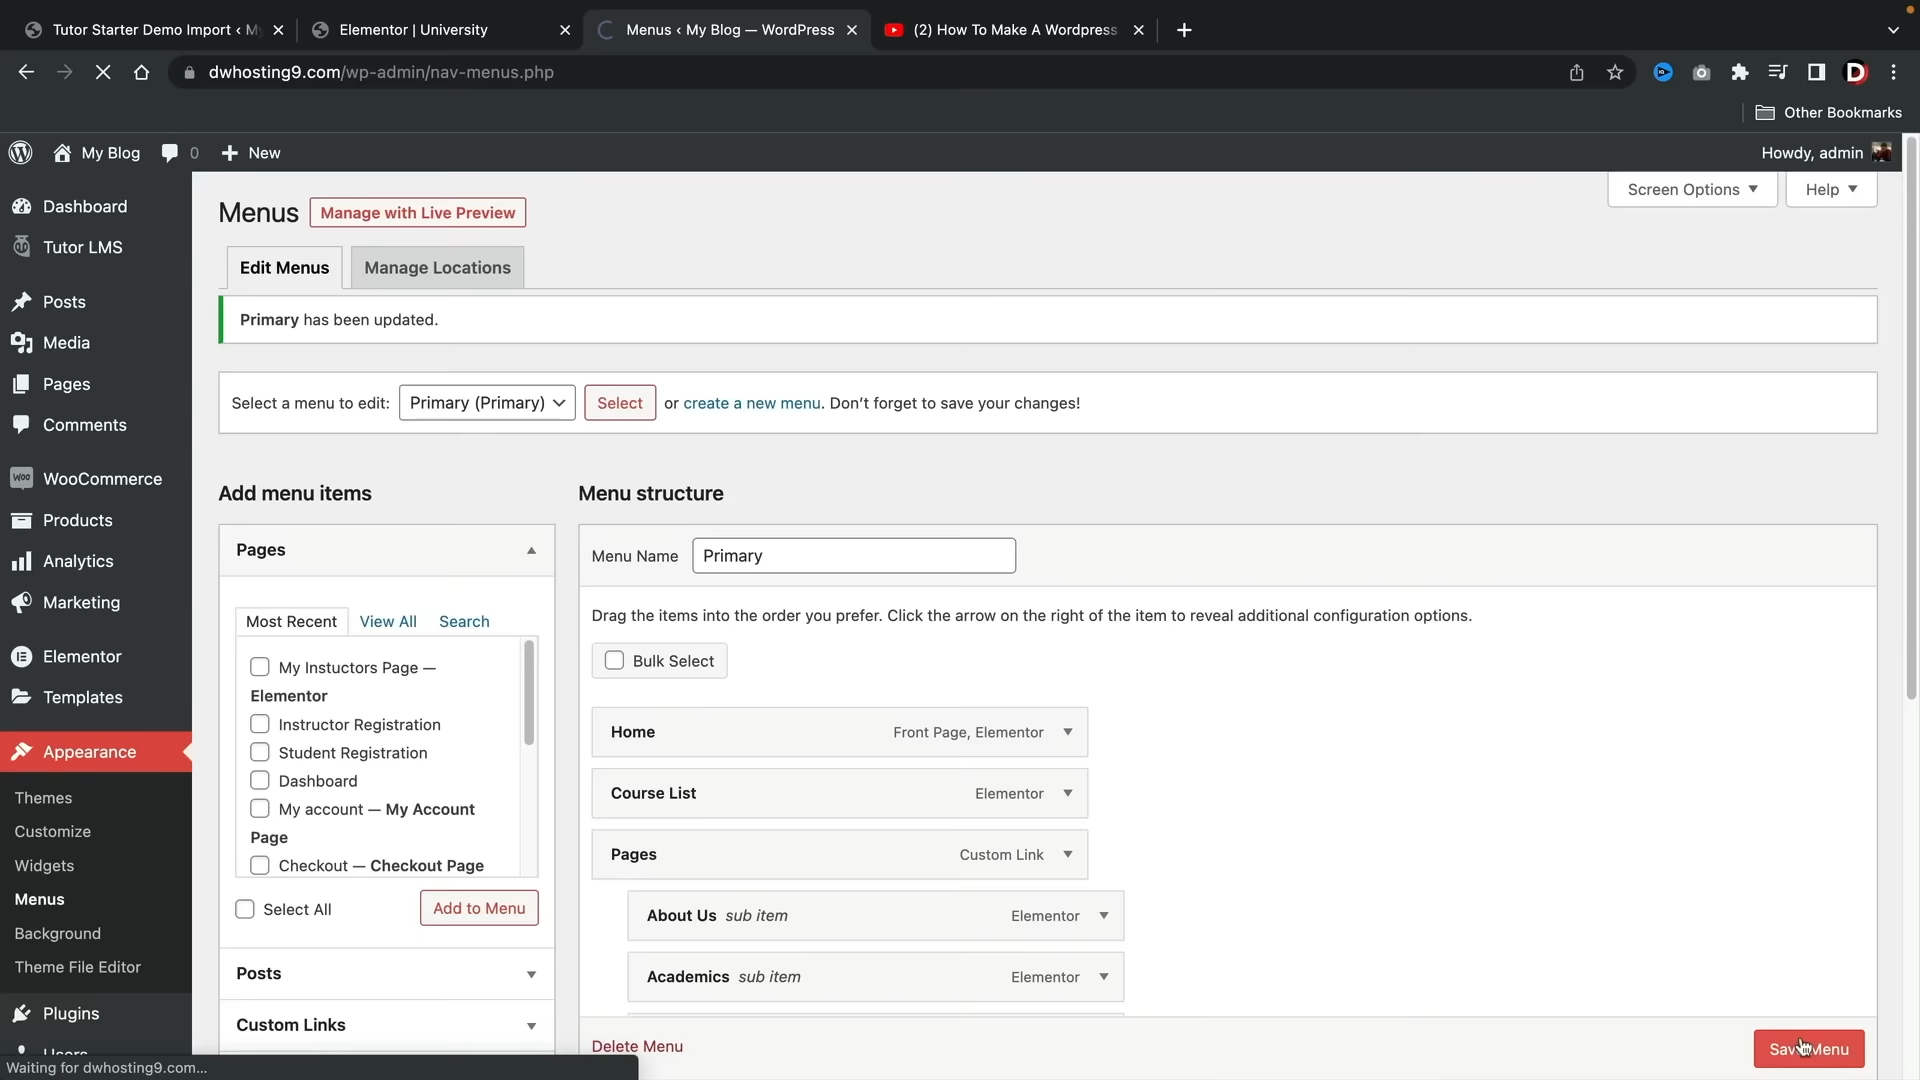 Tutor Starter Demo Import ‹ M
Elementor | University
Menus ‹ My Blog — WordPress
(2) How To Make A Wordpress
dwhosting9.com/wp-admin/nav-menus.php
Other Bookmarks
My Blog
0
New
Howdy, admin
Dashboard
Tutor LMS
Posts
Media
Pages
Comments
WooCommerce
Products
Analytics
Marketing
Elementor
Templates
Appearance
Themes
Customize
Widgets
Menus
Background
Theme File Editor
Plugins
Users
Screen Options
Help
Menus
Manage with Live Preview
Edit Menus
Manage Locations
Primary has been updated.
Select a menu to edit: Primary (Primary) Select or create a new menu. Don't forget to save your changes!
Add menu items
Pages
Most Recent
View All
Search
My Instuctors Page —
Elementor
Instructor Registration
Student Registration
Dashboard
My account — My Account
Page
Checkout — Checkout Page
Select All
Add to Menu
Posts
Custom Links
Menu structure
Menu Name
Primary
Drag the items into the order you prefer. Click the arrow on the right of the item to reveal additional configuration options.
Bulk Select
Home
Front Page, Elementor
Course List
Elementor
Pages
Custom Link
About Us sub item
Elementor
Academics sub item
Elementor
Delete Menu
Save Menu
Waiting for dwhosting9.com...